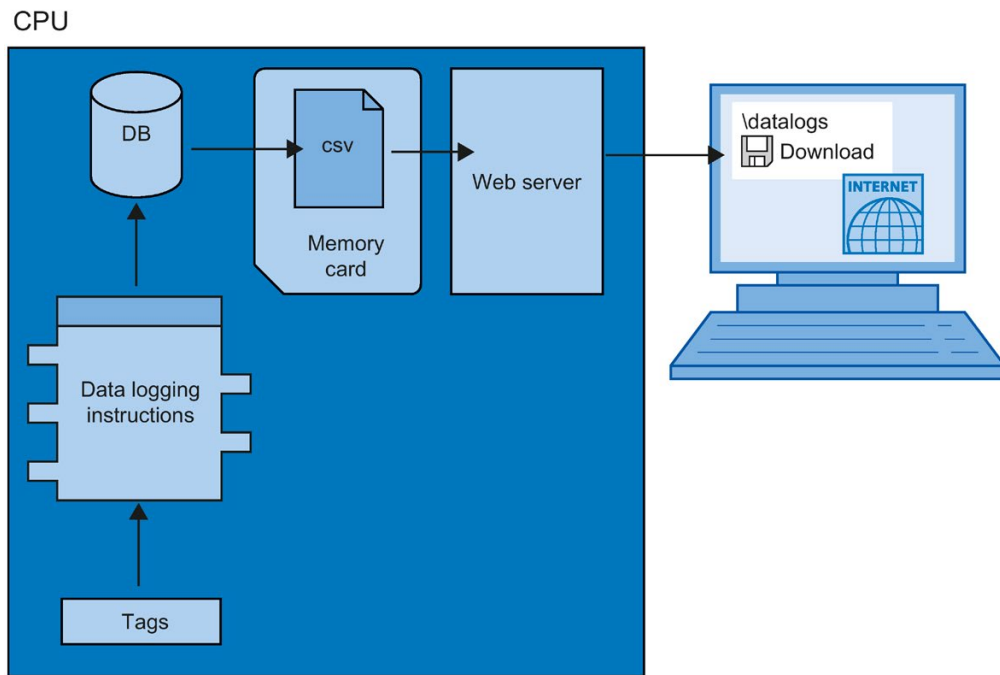 CPU
DB
csv
Memory
card
Web server
\datalogs
Download
INTERNET
Data logging
instructions
Tags